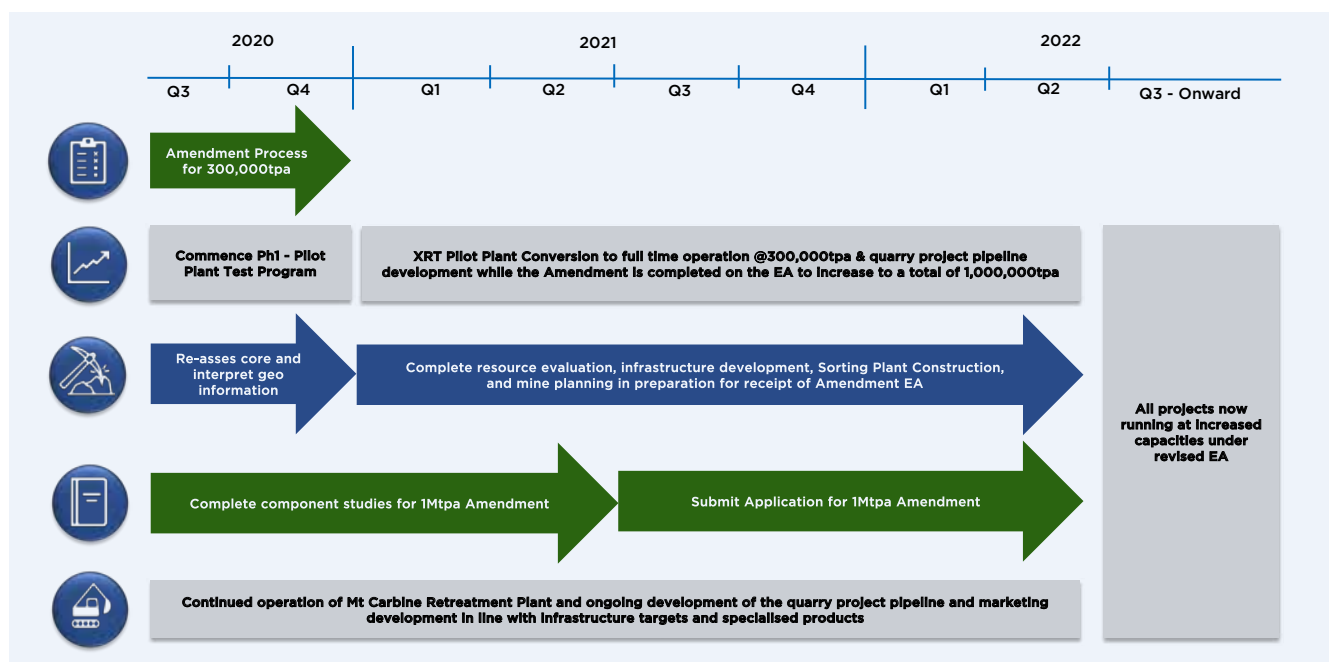 2020
2021
2022
Q3
Q4
Q1
Q2
Q3
Q4
Q1
Q2
Q3 - Onward
Amendment Process
for 300,000tpa
Commence Ph1 - Pilot
Plant Test Program
XRT Pilot Plant Conversion to full time operation @300,000tpa & quarry project pipeline
development while the Amendment is completed on the EA to increase to a total of 1,000,000tpa
Re-asses core and
interpret geo
information
Complete resource evaluation, infrastructure development, Sorting Plant Construction,
and mine planning in preparation for receipt of Amendment EA
All projects now
running at increased
capacities under
revised EA
Complete component studies for 1Mtpa Amendment
Submit Application for 1Mtpa Amendment
Continued operation of Mt Carbine Retreatment Plant and ongoing development of the quarry project pipeline and marketing
development in line with infrastructure targets and specialised products